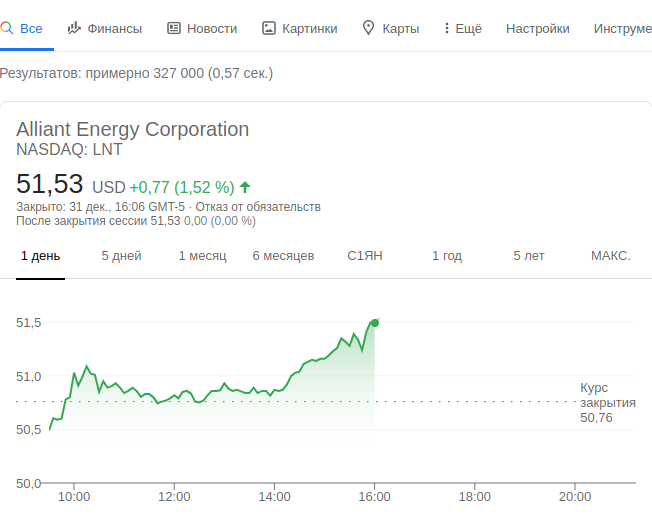 Все Финансы Новости Картинки Карты Ещё Настройки Инструме
Результатов: примерно 327 000 (0,57 сек.)
Alliant Energy Corporation
NASDAQ: LNT
51,53 USD +0,77 (1,52 %)
Закрыто: 31 дек., 16:06 GMT-5 · Отказ от обязательств
После закрытия сессии 51,53 0,00 (0,00 %)
1 день 5 дней 1 месяц 6 месяцев С1ЯН 1 год 5 лет МАКС.
51,5
51,0
Курс
закрытия
50,76
50,5
50,0
10:00 12:00 14:00 16:00 18:00 20:00